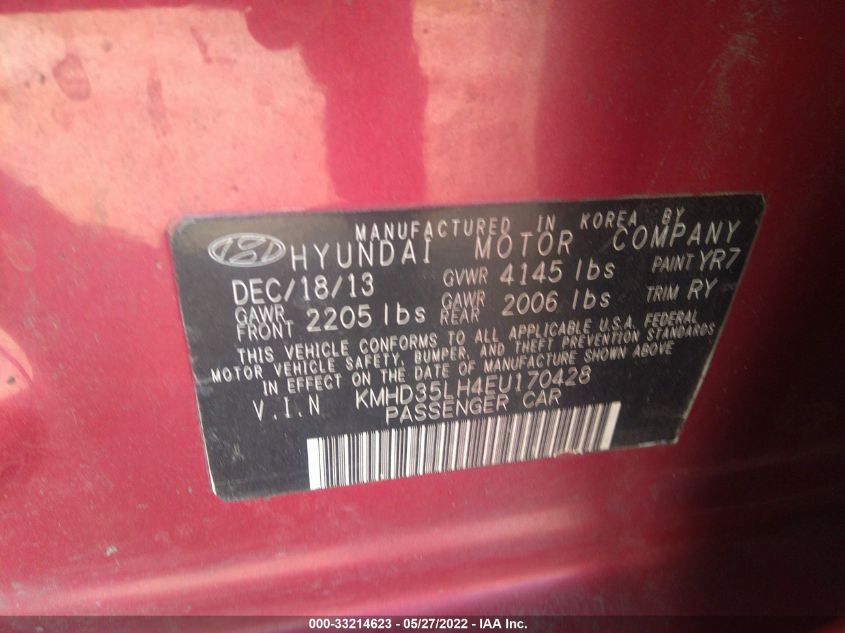 MANUFACTURED IN KOREA BY
HYUNDAI MOTOR COMPANY
DEC/18/13 GVWR 4145 lbs PAINT YR7
GAWR FRONT 2205 lbs GAWR REAR 2006 lbs TRIM RY
THIS VEHICLE CONFORMS TO ALL APPLICABLE U.S.A. FEDERAL
MOTOR VEHICLE SAFETY, BUMPER, AND THEFT PREVENTION STANDARDS
IN EFFECT ON THE DATE OF MANUFACTURE SHOWN ABOVE
V.I.N KMHD35LH4EU170428
PASSENGER CAR
000-33214623 - 05/27/2022 - IAA Inc.